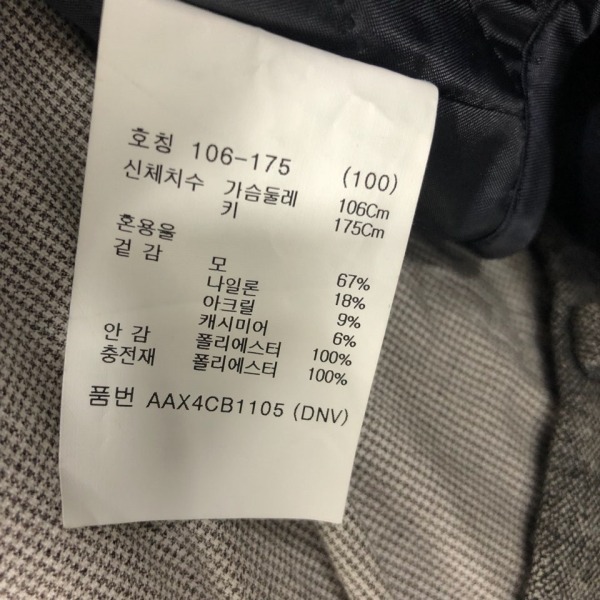 호칭 106-175 (100)
신체치수 가슴둘레 106Cm
키 175Cm
혼용율
겉 감 모 67%
나일론 18%
아크릴 9%
캐시미어 6%
안 감 폴리에스터 100%
충전재 폴리에스터 100%
품번 AAX4CB1105 (DNV)